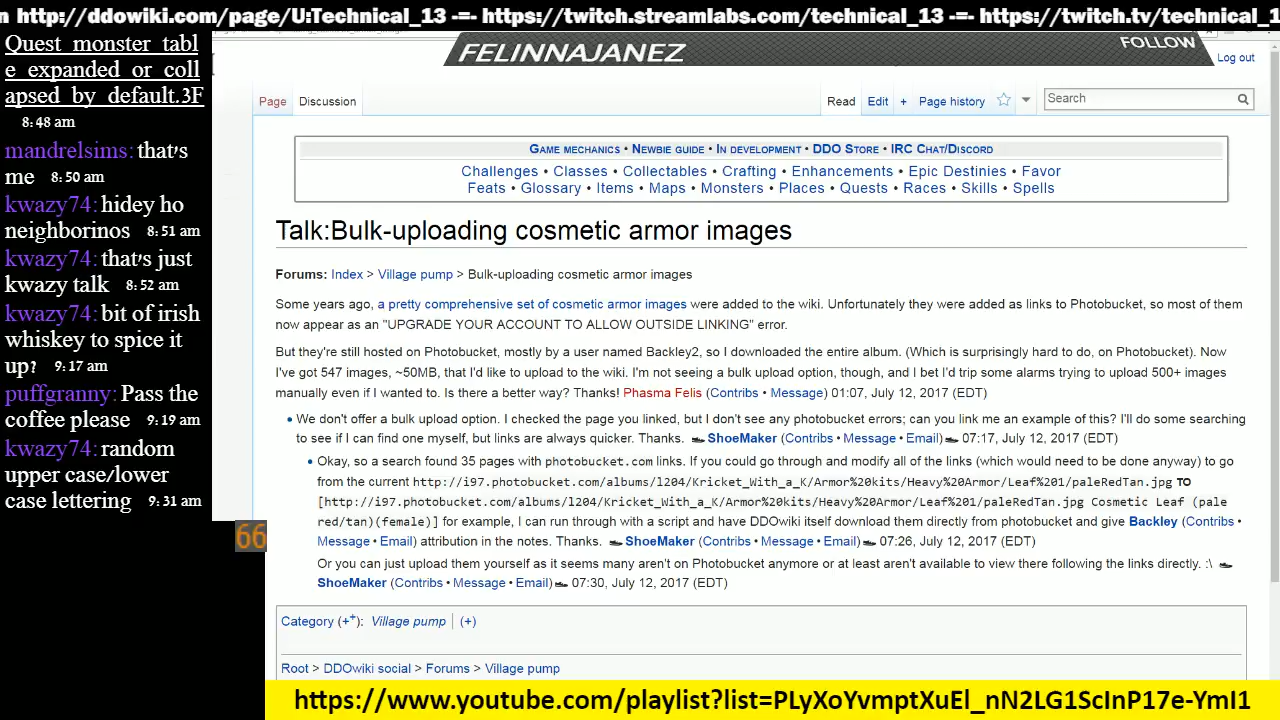 n http://ddowiki.com/page/U:Technical_13 -=- https://twitch.streamlabs.com/technical_13 -=- https://twitch.tv/technical_1
Quest monster tabl
e expanded or coll
apsed by default.3F
8:48 am
mandrelsims: that's
me 8:50 am
kwazy74: hidey ho
neighborinos 8:51 am
kwazy74: that's just
kwazy talk 8:52 am
kwazy74: bit of irish
whiskey to spice it
up? 9:17 am
puffgranny: Pass the
coffee please 9:19 am
kwazy74: random
upper case/lower
case lettering 9:31 am
66
FELINNAJANEZ
FOLLOW
Log out
Page Discussion Read Edit + Page history Search
Game mechanics • Newbie guide • In development • DDO Store • IRC Chat/Discord
Challenges • Classes • Collectables • Crafting • Enhancements • Epic Destinies • Favor
Feats • Glossary • Items • Maps • Monsters • Places • Quests • Races • Skills • Spells
Talk:Bulk-uploading cosmetic armor images
Forums: Index > Village pump > Bulk-uploading cosmetic armor images
Some years ago, a pretty comprehensive set of cosmetic armor images were added to the wiki. Unfortunately they were added as links to Photobucket, so most of them
now appear as an "UPGRADE YOUR ACCOUNT TO ALLOW OUTSIDE LINKING" error.
But they're still hosted on Photobucket, mostly by a user named Backley2, so I downloaded the entire album. (Which is surprisingly hard to do, on Photobucket). Now
I've got 547 images, ~50MB, that I'd like to upload to the wiki. I'm not seeing a bulk upload option, though, and I bet I'd trip some alarms trying to upload 500+ images
manually even if I wanted to. Is there a better way? Thanks! Phasma Felis (Contribs • Message) 01:07, July 12, 2017 (EDT)
• We don't offer a bulk upload option. I checked the page you linked, but I don't see any photobucket errors; can you link me an example of this? I'll do some searching
to see if I can find one myself, but links are always quicker. Thanks. ShoeMaker (Contribs • Message • Email) 07:17, July 12, 2017 (EDT)
• Okay, so a search found 35 pages with photobucket.com links. If you could go through and modify all of the links (which would need to be done anyway) to go
from the current http://i97.photobucket.com/albums/l204/Kricket_With_a_K/Armor%20kits/Heavy%20Armor/Leaf%201/paleRedTan.jpg TO
[http://i97.photobucket.com/albums/l204/Kricket_With_a_K/Armor%20kits/Heavy%20Armor/Leaf%201/paleRedTan.jpg Cosmetic Leaf (pale
red/tan)(female)] for example, I can run through with a script and have DDOwiki itself download them directly from photobucket and give Backley (Contribs •
Message • Email) attribution in the notes. Thanks. ShoeMaker (Contribs • Message • Email) 07:26, July 12, 2017 (EDT)
Or you can just upload them yourself as it seems many aren't on Photobucket anymore or at least aren't available to view there following the links directly. :\
ShoeMaker (Contribs • Message • Email) 07:30, July 12, 2017 (EDT)
Category (++): Village pump (+)
Root > DDOwiki social > Forums > Village pump
https://www.youtube.com/playlist?list=PLyXoYvmptXuEl_nN2LG1ScInP17e-YmI1